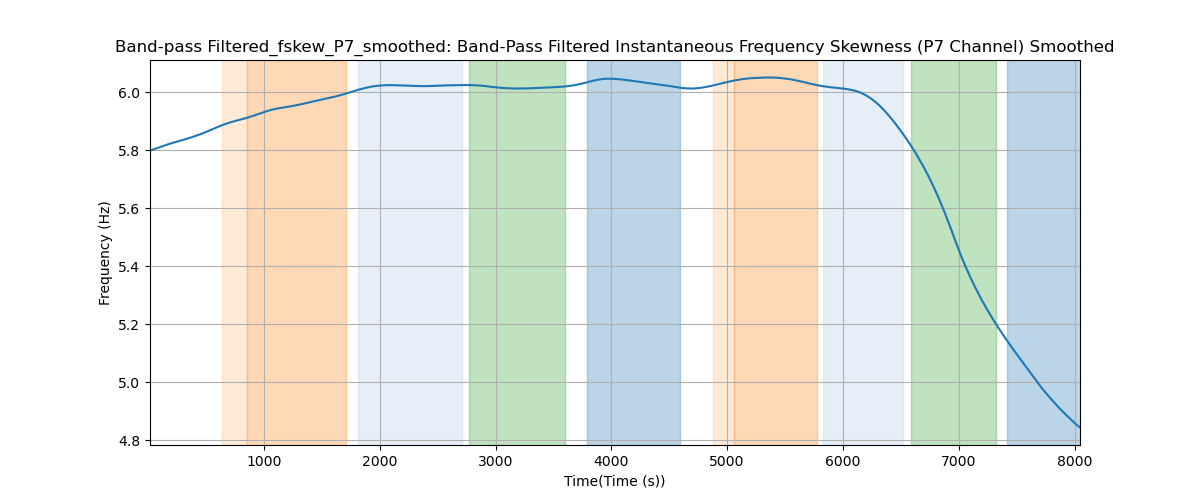 Band-pass Filtered_fskew_P7_smoothed: Band-Pass Filtered Instantaneous Frequency Skewness (P7 Channel) Smoothed
6.0
5.8
5.6
5.4
5.2
5.0
4.8
Frequency (Hz)
1000 2000 3000 4000 5000 6000 7000 8000
Time(Time (s))